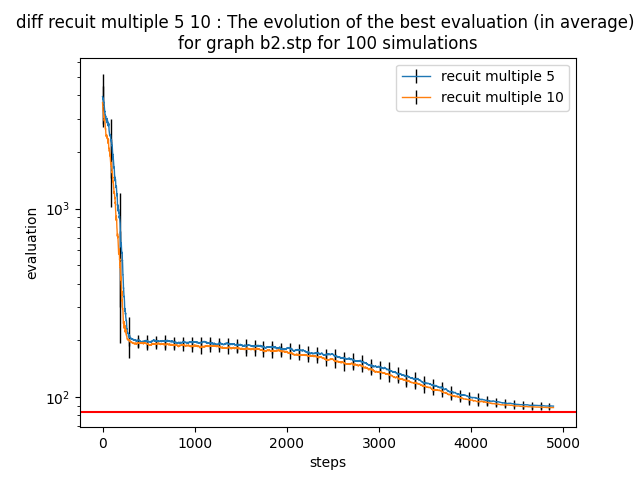 diff recuit multiple 5 10 : The evolution of the best evaluation (in average)
for graph b2.stp for 100 simulations
recuit multiple 5
recuit multiple 10
evaluation
10³
10²
0 1000 2000 3000 4000 5000
steps